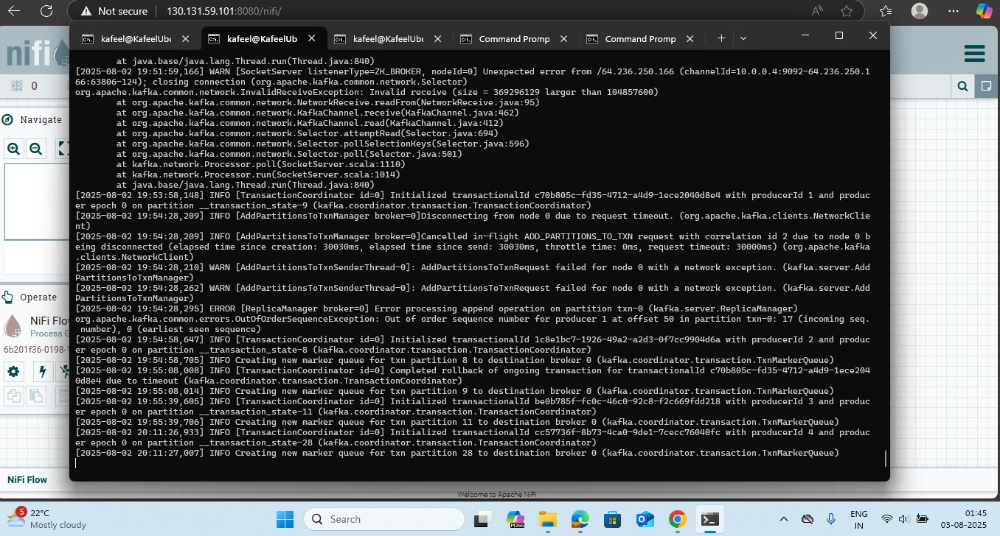 Not secure
130.131.59.101:8080/nifi/
kafeel@KafeelUbu
kafeel@KafeelUb
kafeel@KafeelUbu
Command Promp
Command Promp
nifi
0
Navigate
Operate
NiFi Flo
Process G
6b201f36-0198-1
at java.base/java.lang.Thread.run(Thread.java:840)
[2025-08-02 19:51:59,166] WARN [SocketServer listenerType=ZK_BROKER, nodeId=0] Unexpected error from /64.236.250.166 (channelId=10.0.0.4:9092-64.236.250.1
66:63806-124); closing connection (org.apache.kafka.common.network.Selector)
org.apache.kafka.common.network.InvalidReceiveException: Invalid receive (size = 369296129 larger than 104857600)
at org.apache.kafka.common.network.NetworkReceive.readFrom(NetworkReceive.java:95)
at org.apache.kafka.common.network.KafkaChannel.receive(KafkaChannel.java:462)
at org.apache.kafka.common.network.KafkaChannel.read(KafkaChannel.java:412)
at org.apache.kafka.common.network.Selector.attemptRead(Selector.java:694)
at org.apache.kafka.common.network.Selector.pollSelectionKeys(Selector.java:596)
at org.apache.kafka.common.network.Selector.poll(Selector.java:501)
at kafka.network.Processor.poll(SocketServer.scala:1110)
at kafka.network.Processor.run(SocketServer.scala:1014)
at java.base/java.lang.Thread.run(Thread.java:840)
[2025-08-02 19:53:58,148] INFO [TransactionCoordinator id=0] Initialized transactionalId c70b805c-fd35-4712-a4d9-1ece2040d8e4 with producerId 1 and produc
er epoch 0 on partition __transaction_state-9 (kafka.coordinator.transaction.TransactionCoordinator)
[2025-08-02 19:54:28,209] INFO [AddPartitionsToTxnManager broker=0]Disconnecting from node 0 due to request timeout. (org.apache.kafka.clients.NetworkClie
nt)
[2025-08-02 19:54:28,209] INFO [AddPartitionsToTxnManager broker=0]Cancelled in-flight ADD_PARTITIONS_TO_TXN request with correlation id 2 due to node 0 b
eing disconnected (elapsed time since creation: 30030ms, elapsed time since send: 30030ms, throttle time: 0ms, request timeout: 30000ms) (org.apache.kafka
.clients.NetworkClient)
[2025-08-02 19:54:28,210] WARN [AddPartitionsToTxnSenderThread-0]: AddPartitionsToTxnRequest failed for node 0 with a network exception. (kafka.server.Add
PartitionsToTxnManager)
[2025-08-02 19:54:28,262] WARN [AddPartitionsToTxnSenderThread-0]: AddPartitionsToTxnRequest failed for node 0 with a network exception. (kafka.server.Add
PartitionsToTxnManager)
[2025-08-02 19:54:28,295] ERROR [ReplicaManager broker=0] Error processing append operation on partition txn-0 (kafka.server.ReplicaManager)
org.apache.kafka.common.errors.OutOfOrderSequenceException: Out of order sequence number for producer 1 at offset 50 in partition txn-0: 17 (incoming seq.
number), 0 (earliest seen sequence)
[2025-08-02 19:54:58,647] INFO [TransactionCoordinator id=0] Initialized transactionalId 1c8e1bc7-1926-49a2-a2d3-0f7cc9904d6a with producerId 2 and produc
er epoch 0 on partition __transaction_state-8 (kafka.coordinator.transaction.TransactionCoordinator)
[2025-08-02 19:54:58,705] INFO Creating new marker queue for txn partition 8 to destination broker 0 (kafka.coordinator.transaction.TxnMarkerQueue)
[2025-08-02 19:55:08,008] INFO [TransactionCoordinator id=0] Completed rollback of ongoing transaction for transactionalId c70b805c-fd35-4712-a4d9-1ece204
0d8e4 due to timeout (kafka.coordinator.transaction.TransactionCoordinator)
[2025-08-02 19:55:08,014] INFO Creating new marker queue for txn partition 9 to destination broker 0 (kafka.coordinator.transaction.TxnMarkerQueue)
[2025-08-02 19:55:39,605] INFO [TransactionCoordinator id=0] Initialized transactionalId be0b785f-fc0c-46c0-92c8-f2c669fdd218 with producerId 3 and produc
er epoch 0 on partition __transaction_state-11 (kafka.coordinator.transaction.TransactionCoordinator)
[2025-08-02 19:55:39,706] INFO Creating new marker queue for txn partition 11 to destination broker 0 (kafka.coordinator.transaction.TxnMarkerQueue)
[2025-08-02 20:11:26,933] INFO [TransactionCoordinator id=0] Initialized transactionalId cc57736f-8b73-4ca0-9de1-7cecc76040fc with producerId 4 and produc
er epoch 0 on partition __transaction_state-28 (kafka.coordinator.transaction.TransactionCoordinator)
[2025-08-02 20:11:27,007] INFO Creating new marker queue for txn partition 28 to destination broker 0 (kafka.coordinator.transaction.TxnMarkerQueue)
NiFi Flow
Welcome to Apache NiFi
5
22°C
Mostly cloudy
Search
M365
ENG
IN
01:45
03-08-2025